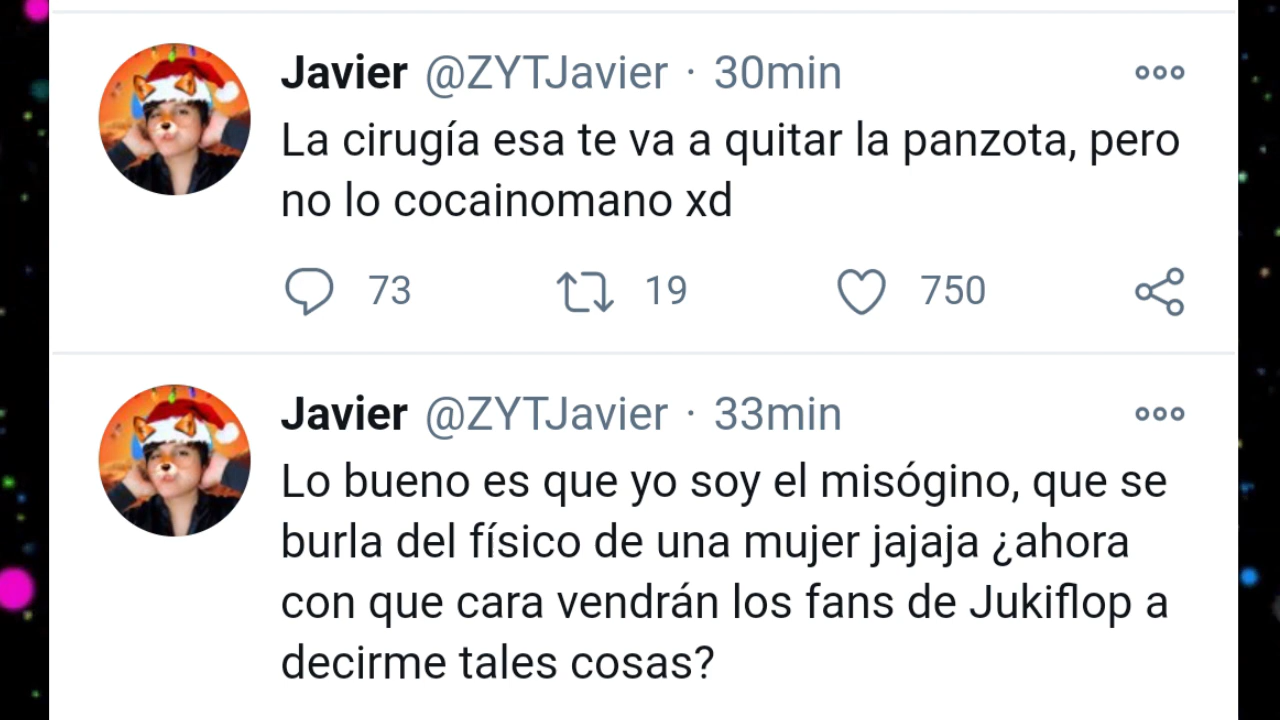 Javier @ZYTJavier · 30min
La cirugía esa te va a quitar la panzota, pero
no lo cocainomano xd
73 19 750
Javier @ZYTJavier · 33min
Lo bueno es que yo soy el misógino, que se
burla del físico de una mujer jajaja ¿ahora
con que cara vendrán los fans de Jukiflop a
decirme tales cosas?